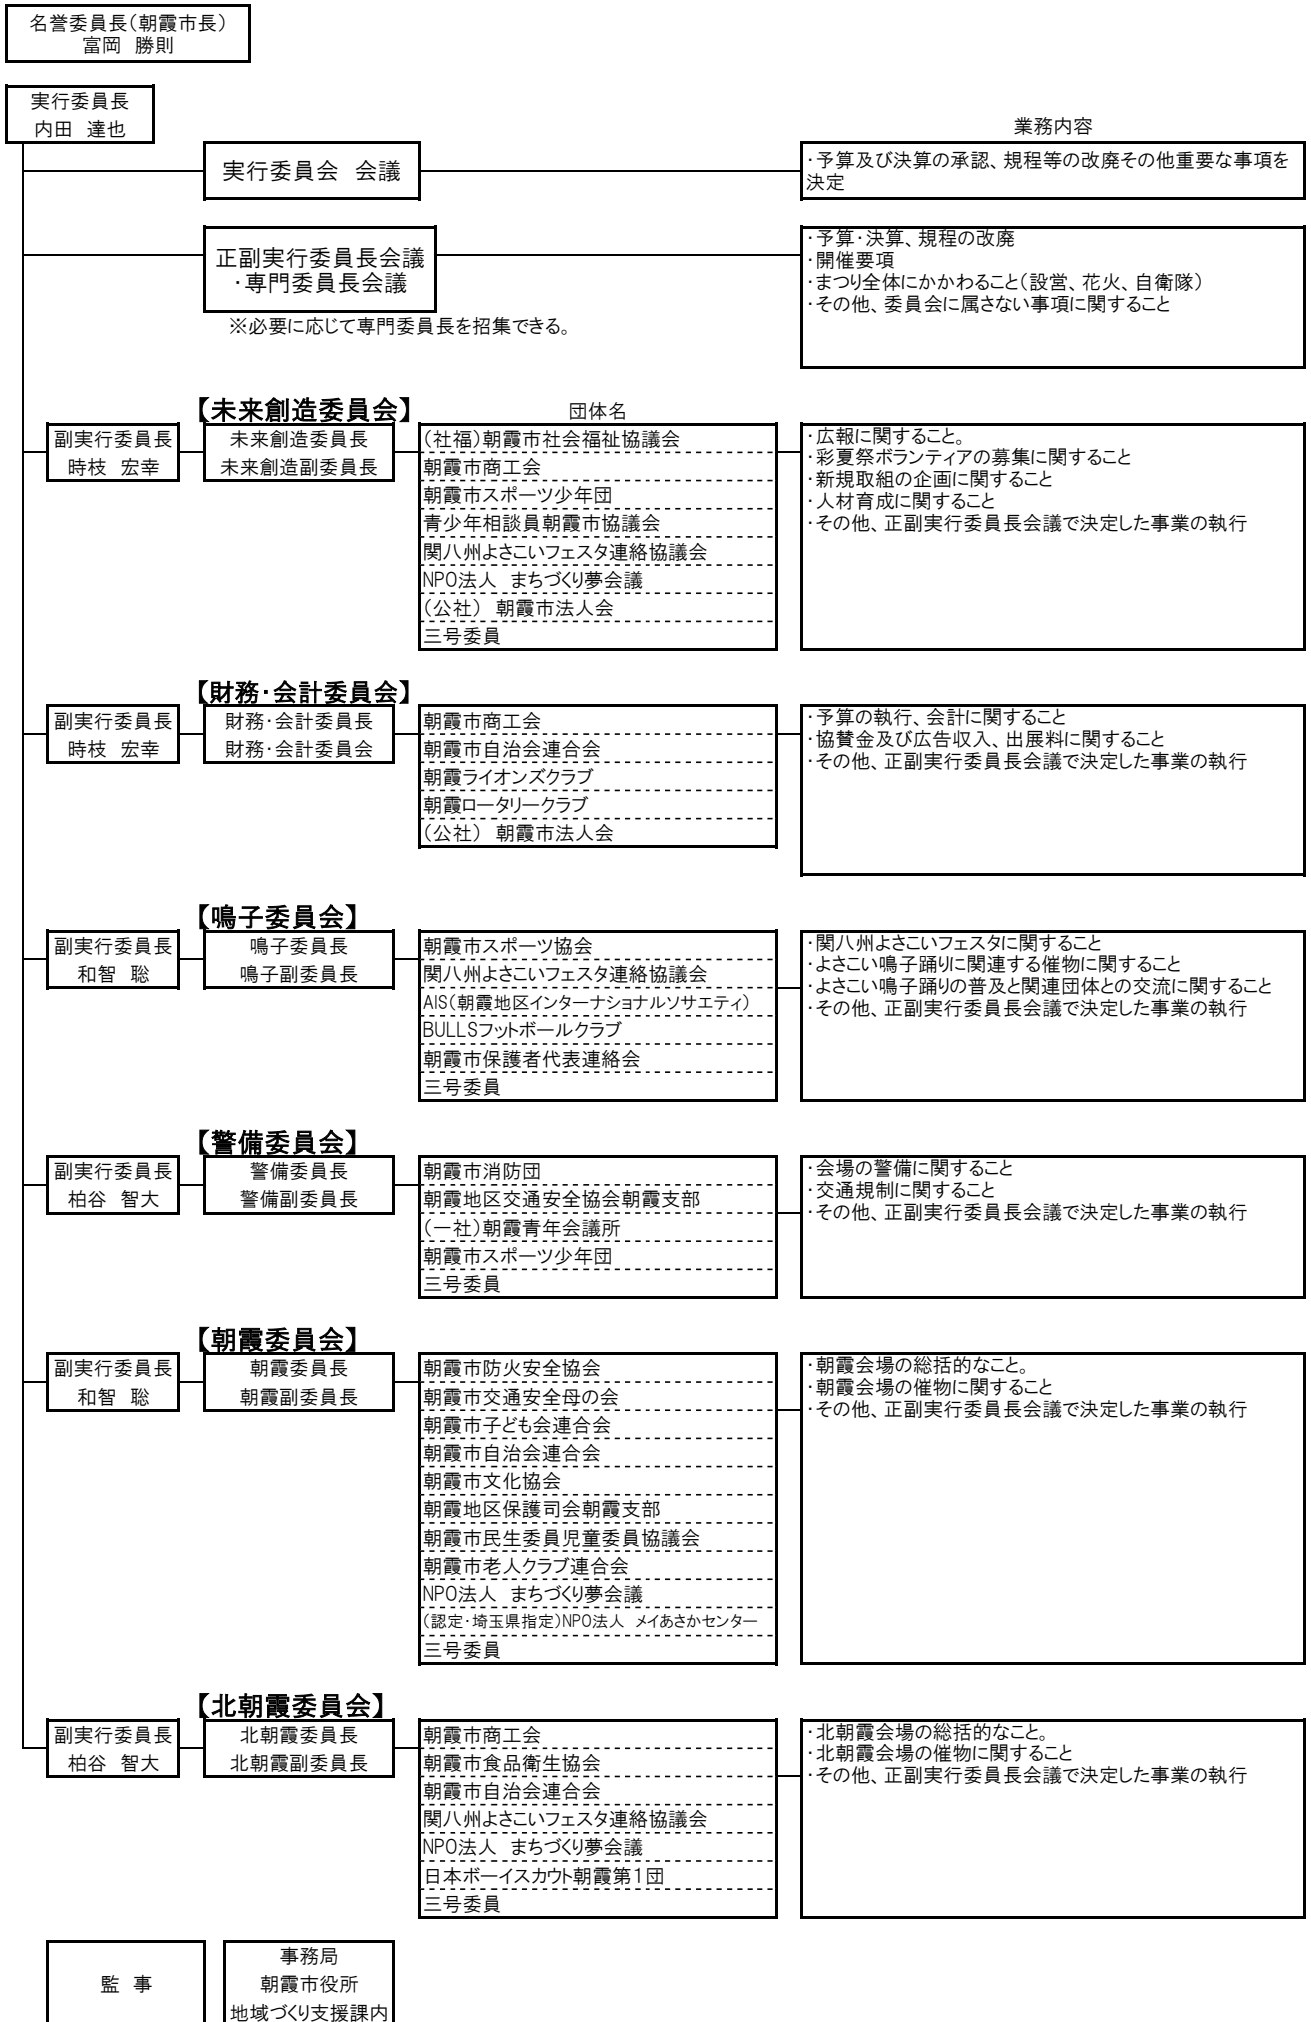 名誉委員長(朝霞市長)
富岡 勝則
実行委員長
内田 達也
業務内容
実行委員会 会議
・予算及び決算の承認、規程等の改廃その他重要な事項を
決定
正副実行委員長会議
・専門委員長会議
・予算・決算、規程の改廃
・開催要項
・まつり全体にかかわること(設営、花火、自衛隊)
・その他、委員会に属さない事項に関すること
※必要に応じて専門委員長を招集できる。
【未来創造委員会】
団体名
副実行委員長
時枝 宏幸
未来創造委員長
未来創造副委員長
(社福)朝霞市社会福祉協議会
朝霞市商工会
朝霞市スポーツ少年団
青少年相談員朝霞市協議会
関八州よさこいフェスタ連絡協議会
NPO法人 まちづくり夢会議
(公社) 朝霞市法人会
三号委員
・広報に関すること。
・彩夏祭ボランティアの募集に関すること
・新規取組の企画に関すること
・人材育成に関すること
・その他、正副実行委員長会議で決定した事業の執行
【財務・会計委員会】
副実行委員長
時枝 宏幸
財務・会計委員長
財務・会計委員会
朝霞市商工会
朝霞市自治会連合会
朝霞ライオンズクラブ
朝霞ロータリークラブ
(公社) 朝霞市法人会
・予算の執行、会計に関すること
・協賛金及び広告収入、出展料に関すること
・その他、正副実行委員長会議で決定した事業の執行
【鳴子委員会】
副実行委員長
和智 聡
鳴子委員長
鳴子副委員長
朝霞市スポーツ協会
関八州よさこいフェスタ連絡協議会
AIS(朝霞地区インターナショナルソサエティ)
BULLSフットボールクラブ
朝霞市保護者代表連絡会
三号委員
・関八州よさこいフェスタに関すること
・よさこい鳴子踊りに関連する催物に関すること
・よさこい鳴子踊りの普及と関連団体との交流に関すること
・その他、正副実行委員長会議で決定した事業の執行
【警備委員会】
副実行委員長
柏谷 智大
警備委員長
警備副委員長
朝霞市消防団
朝霞地区交通安全協会朝霞支部
(一社)朝霞青年会議所
朝霞市スポーツ少年団
三号委員
・会場の警備に関すること
・交通規制に関すること
・その他、正副実行委員長会議で決定した事業の執行
【朝霞委員会】
副実行委員長
和智 聡
朝霞委員長
朝霞副委員長
朝霞市防火安全協会
朝霞市交通安全母の会
朝霞市子ども会連合会
朝霞市自治会連合会
朝霞市文化協会
朝霞地区保護司会朝霞支部
朝霞市民生委員児童委員協議会
朝霞市老人クラブ連合会
NPO法人 まちづくり夢会議
(認定・埼玉県指定)NPO法人 メイあさかセンター
三号委員
・朝霞会場の総括的なこと。
・朝霞会場の催物に関すること
・その他、正副実行委員長会議で決定した事業の執行
【北朝霞委員会】
副実行委員長
柏谷 智大
北朝霞委員長
北朝霞副委員長
朝霞市商工会
朝霞市食品衛生協会
朝霞市自治会連合会
関八州よさこいフェスタ連絡協議会
NPO法人 まちづくり夢会議
日本ボーイスカウト朝霞第1団
三号委員
・北朝霞会場の総括的なこと。
・北朝霞会場の催物に関すること
・その他、正副実行委員長会議で決定した事業の執行
監 事
事務局
朝霞市役所
地域づくり支援課内